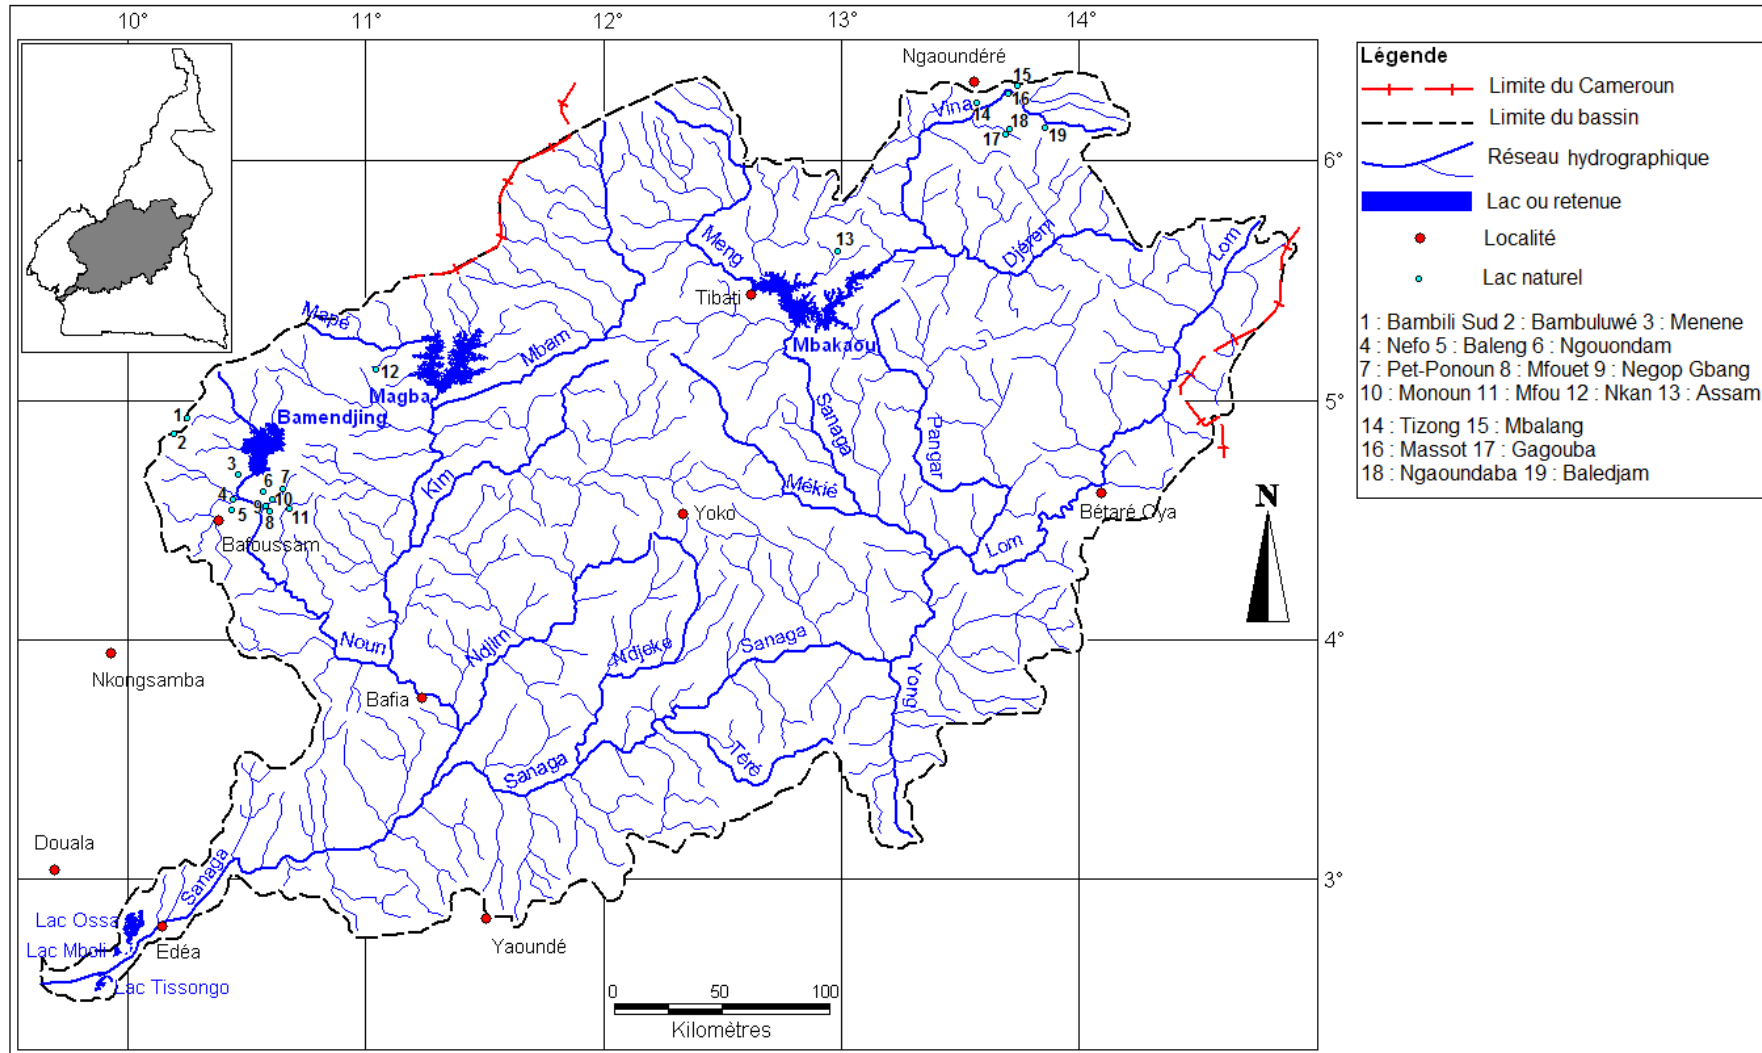 10°
11°
12°
13°
14°
Ngaoundéré
15
16
Vina
14
18
17
19
6°
Meng
13
Djérem
Lom
Tibati
Mapé
Mbam
Mbakaou
12
Magba
5°
1
Bamendjing
2
Sanaga
Pangar
3
6
7
Kim
Mékié
4
9
10
5
8
11
Yoko
Bétaré Oya
Bafoussam
Lom
N
Noun
Ndjim
Ndjeke
Sanaga
4°
Nkongsamba
Bafia
Yong
Sanaga
Téré
Douala
3°
Sanaga
Lac Ossa
Lac Mboli
Edéa
Yaoundé
Lac Tissongo
0 50 100
Kilomètres
Légende
Limite du Cameroun
Limite du bassin
Réseau hydrographique
Lac ou retenue
Localité
Lac naturel
1 : Bambili Sud 2 : Bambuluwé 3 : Menene
4 : Nefo 5 : Baleng 6 : Ngouondam
7 : Pet-Ponoun 8 : Mfouet 9 : Negop Gbang
10 : Monoun 11 : Mfou 12 : Nkan 13 : Assam
14 : Tizong 15 : Mbalang
16 : Massot 17 : Gagouba
18 : Ngaoundaba 19 : Baledjam